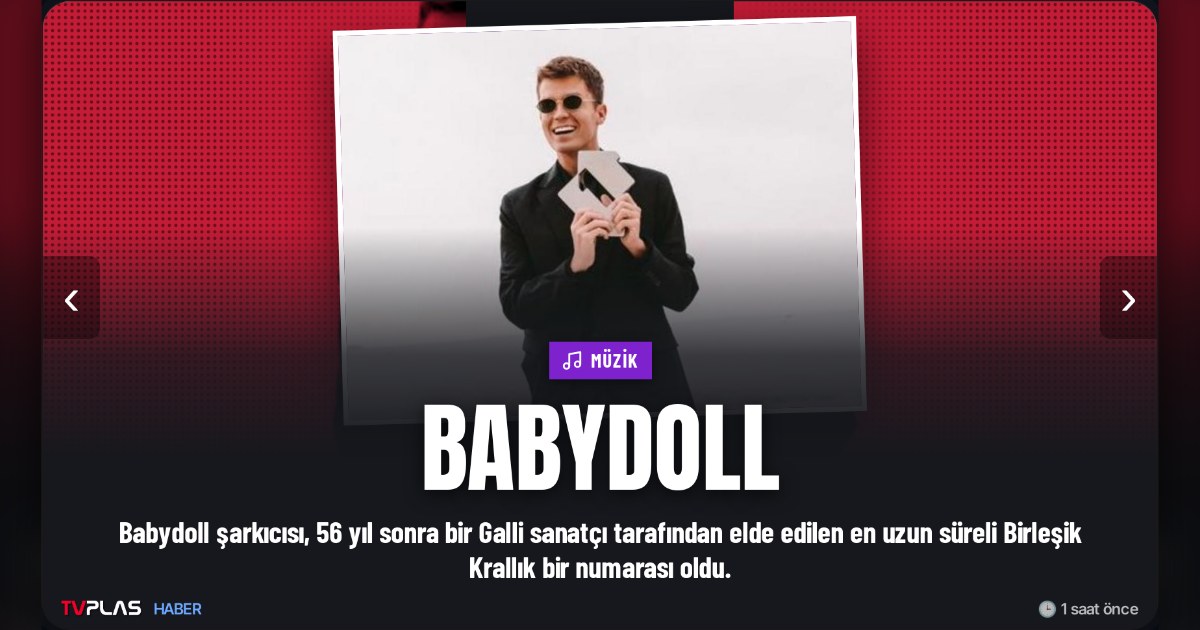 MÜZİK
BABYDOLL
Babydoll şarkıcısı, 56 yıl sonra bir Galli sanatçı tarafından elde edilen en uzun süreli Birleşik
Krallık bir numarası oldu.
TVPLAS HABER
1 saat önce